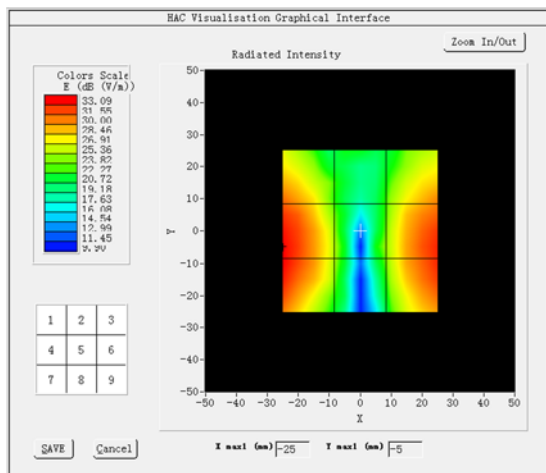 HAC Visualisation Graphical Interface
Zoom In/Out
Radiated Intensity
Colors Scale
E (dB (V/m))
33.09
31.55
30.00
28.46
26.91
25.36
23.82
22.27
20.72
19.18
17.63
16.08
14.54
12.99
11.45
9.90
50
40
30
20
10
0
-10
-20
-30
-40
-50
Y
-50 -40 -30 -20 -10 0 10 20 30 40 50
X
1 2 3
4 5 6
7 8 9
SAVE Cancel
X max1 (mm) -25 Y max1 (mm) -5